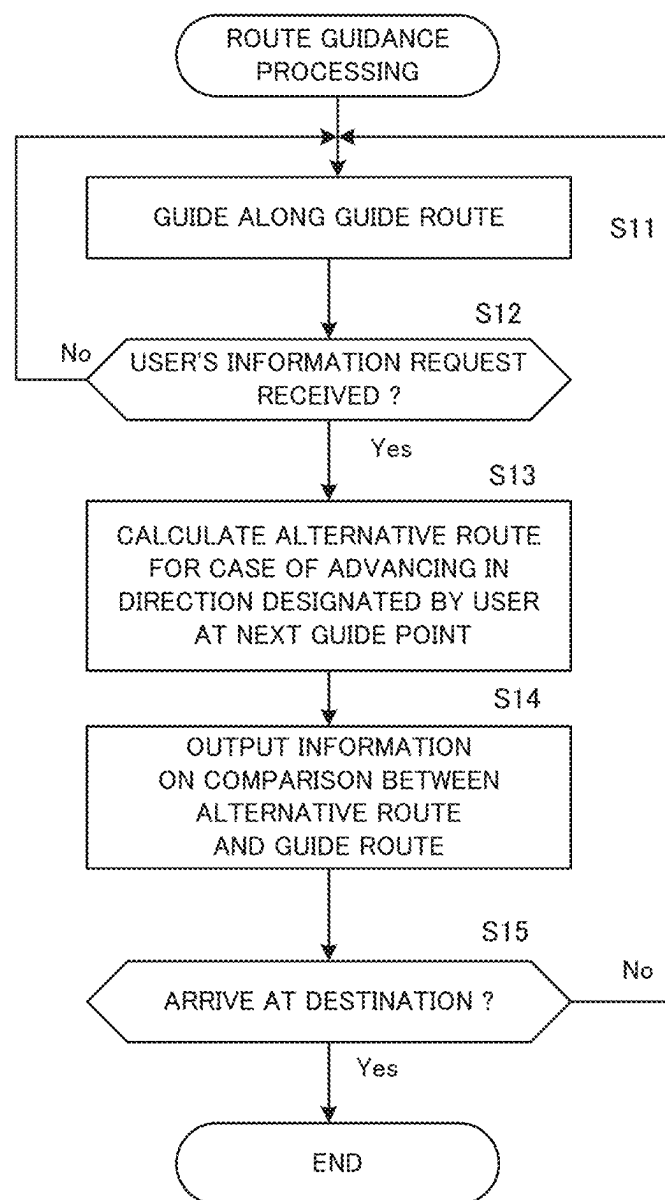 ROUTE GUIDANCE
PROCESSING
GUIDE ALONG GUIDE ROUTE
S11
S12
No
USER'S INFORMATION REQUEST
RECEIVED ?
Yes
S13
CALCULATE ALTERNATIVE ROUTE
FOR CASE OF ADVANCING IN
DIRECTION DESIGNATED BY USER
AT NEXT GUIDE POINT
S14
OUTPUT INFORMATION
ON COMPARISON BETWEEN
ALTERNATIVE ROUTE
AND GUIDE ROUTE
S15
No
ARRIVE AT DESTINATION ?
Yes
END